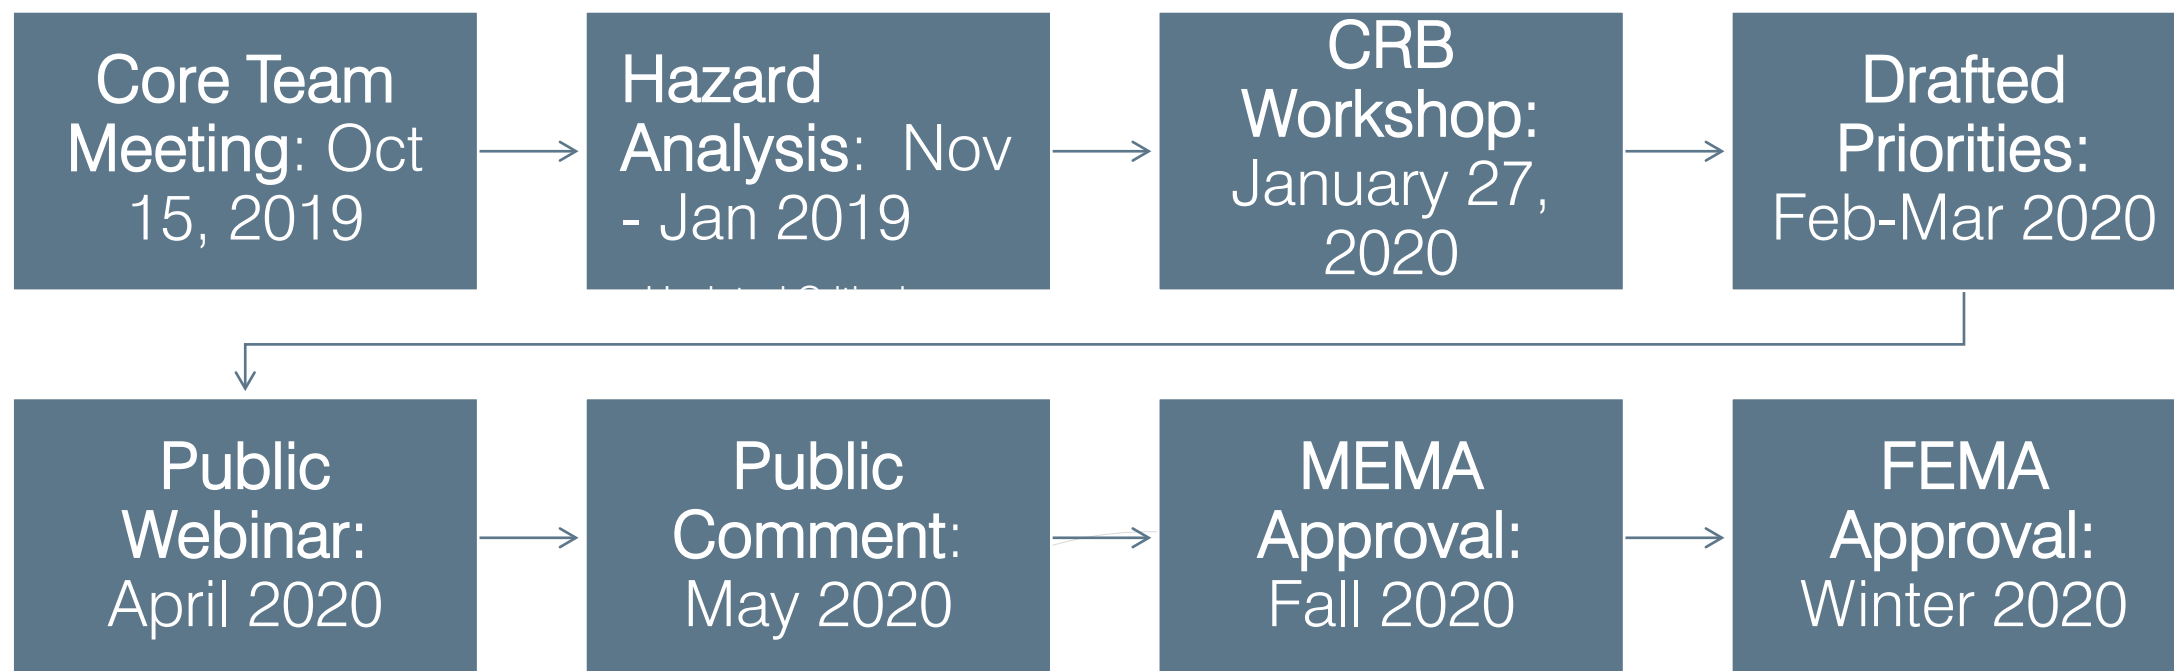 Core Team
Meeting: Oct
15, 2019
Hazard
Analysis: Nov
- Jan 2019
CRB
Workshop:
January 27,
2020
Drafted
Priorities:
Feb-Mar 2020
Public
Webinar:
April 2020
Public
Comment:
May 2020
MEMA
Approval:
Fall 2020
FEMA
Approval:
Winter 2020